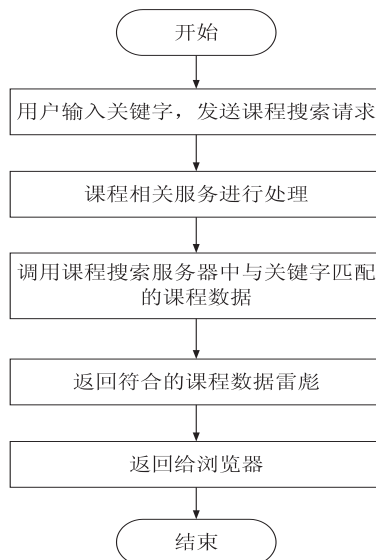 开始
用户输入关键字，发送课程搜索请求
课程相关服务进行处理
调用课程搜索服务器中与关键字匹配
的课程数据
返回符合的课程数据雷彪
返回给浏览器
结束